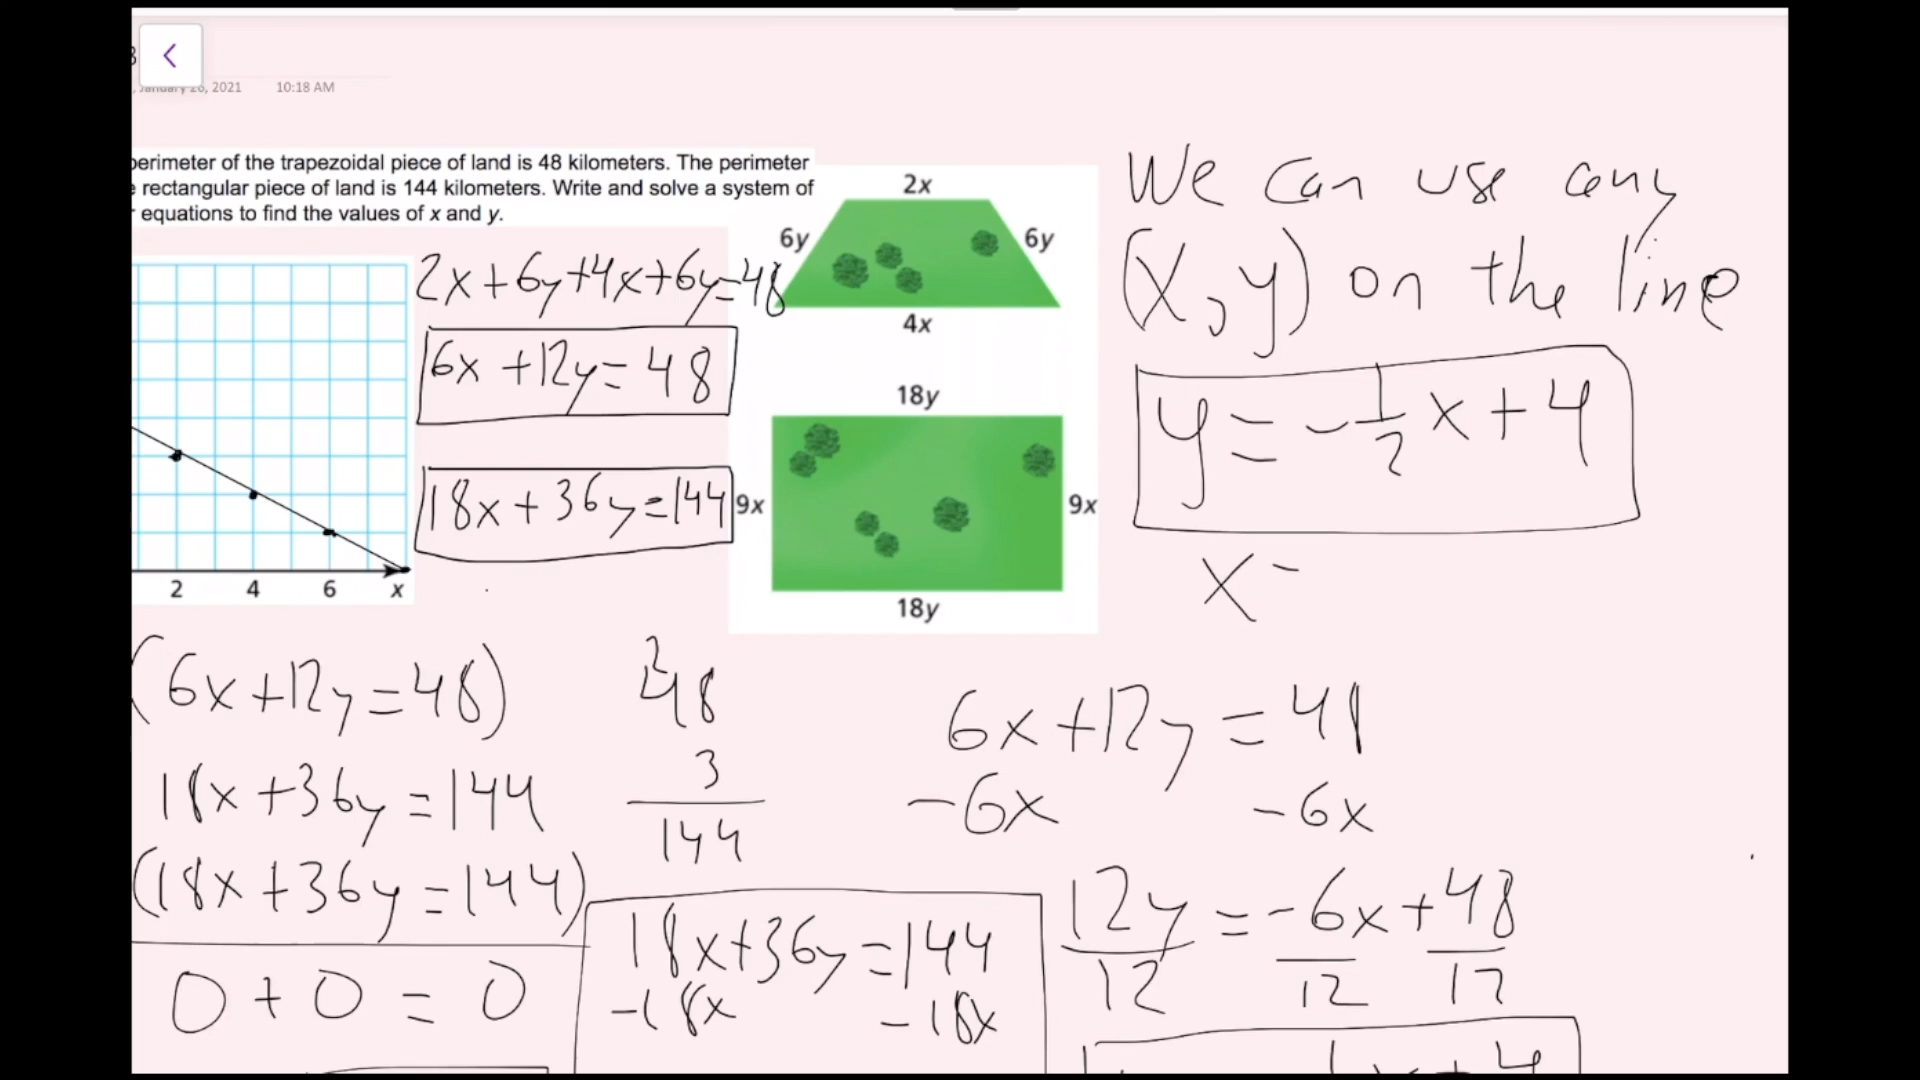 3
January 26, 2021 10:18 AM
perimeter of the trapezoidal piece of land is 48 kilometers. The perimeter
rectangular piece of land is 144 kilometers. Write and solve a system of
equations to find the values of x and y.
2x
6y 6y
4x
18y
9x 9x
18y
2 4 6 x
2x+6y+4x+6y=48
6x+12y=48
18x+36y=144
We can use any
(x,y) on the line
y=-1/2x+4
x=
(6x+12y=48)
18x+36y=144
(18x+36y=144)
0+0=0
2
48
3
144
18x+36y=144
-18x -18x
6x+12y=48
-6x -6x
12y=-6x+48
12 12 12
x+4